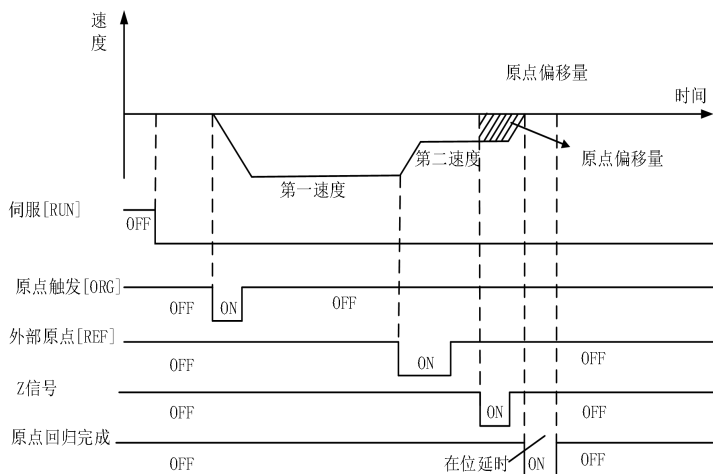 速
度
原点偏移量
时间
第二速度
原点偏移量
第一速度
伺服[RUN]
OFF
原点触发[ORG]
OFF
ON
OFF
外部原点[REF]
OFF
ON
OFF
Z信号
OFF
ON
OFF
原点回归完成
OFF
在位延时
ON
OFF